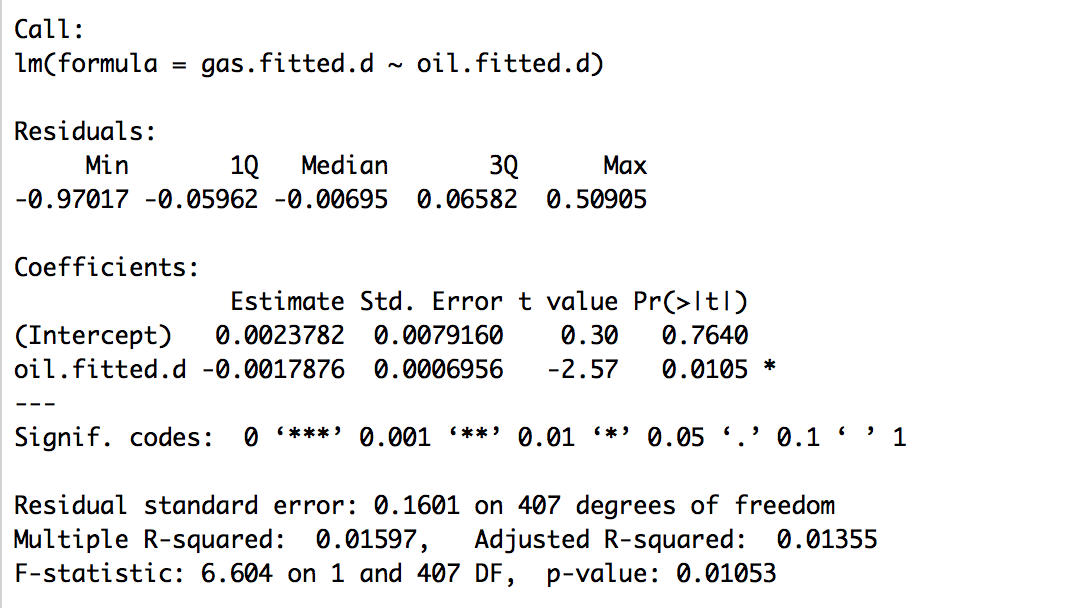 Call:
lm(formula = gas.fitted.d ~ oil.fitted.d)
Residuals:
     Min       1Q   Median       3Q      Max
-0.97017 -0.05962 -0.00695  0.06582  0.50905
Coefficients:
               Estimate Std. Error t value Pr(>|t|)
(Intercept)   0.0023782  0.0079160    0.30   0.7640
oil.fitted.d -0.0017876  0.0006956   -2.57   0.0105 *
---
Signif. codes:  0 ‘***’ 0.001 ‘**’ 0.01 ‘*’ 0.05 ‘.’ 0.1 ‘ ’ 1
Residual standard error: 0.1601 on 407 degrees of freedom
Multiple R-squared:  0.01597,   Adjusted R-squared:  0.01355
F-statistic: 6.604 on 1 and 407 DF,  p-value: 0.01053